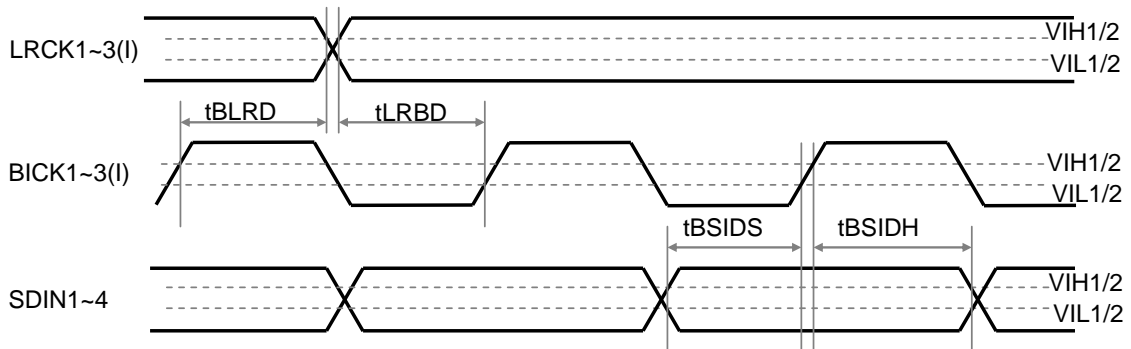 LRCK1~3(I)
VIH1/2
VIL1/2
tBLRD
tLRBD
BICK1~3(I)
VIH1/2
VIL1/2
tBSIDS
tBSIDH
SDIN1~4
VIH1/2
VIL1/2